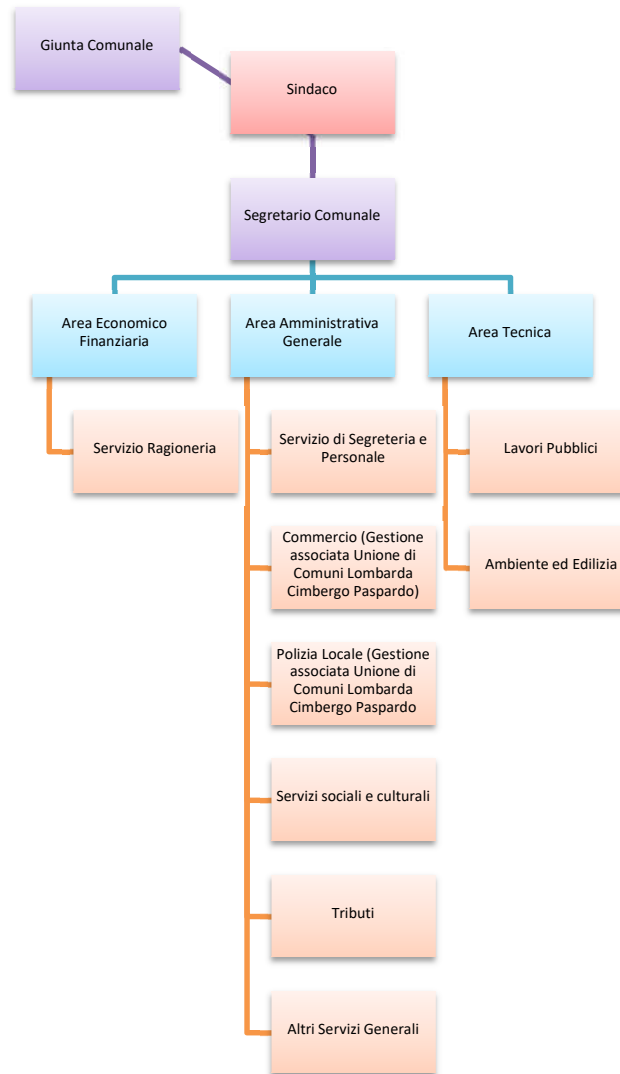 Giunta Comunale
Sindaco
Segretario Comunale
Area Economico
Finanziaria
Area Amministrativa
Generale
Area Tecnica
Servizio Ragioneria
Servizio di Segreteria e
Personale
Lavori Pubblici
Commercio (Gestione
associata Unione di
Comuni Lombarda
Cimbergo Paspardo)
Ambiente ed Edilizia
Polizia Locale (Gestione
associata Unione di
Comuni Lombarda
Cimbergo Paspardo
Servizi sociali e culturali
Tributi
Altri Servizi Generali